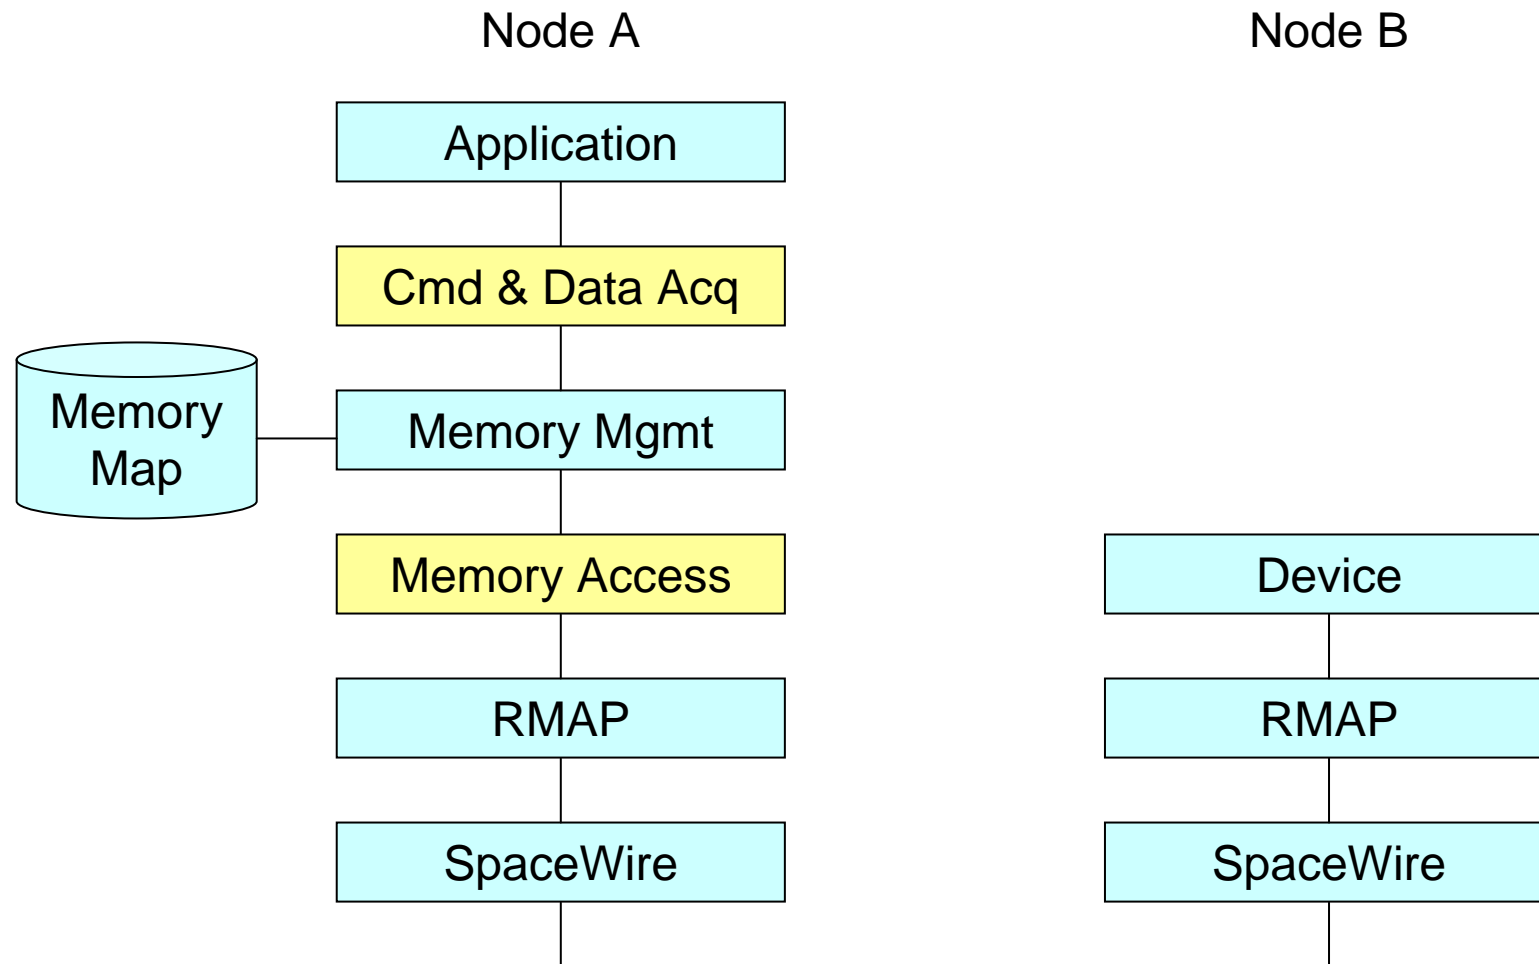 Node A
Node B
Application
Cmd & Data Acq
Memory
Map
Memory Mgmt
Memory Access
Device
RMAP
RMAP
SpaceWire
SpaceWire